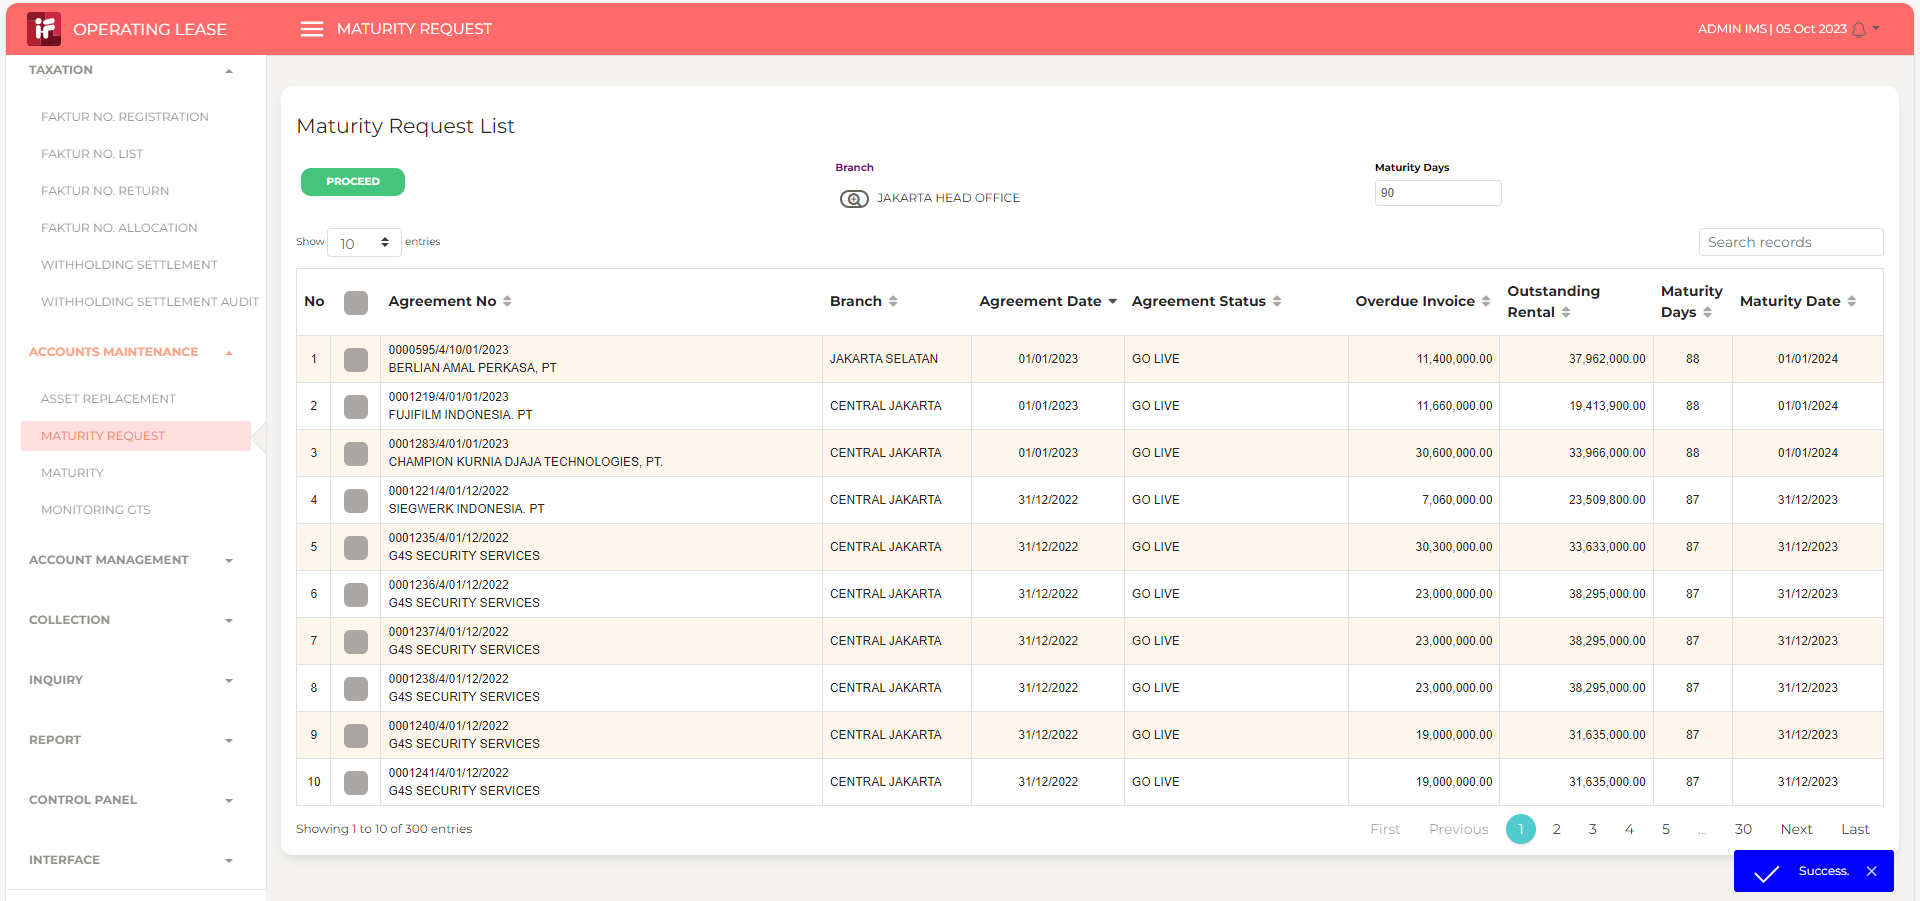 iF OPERATING LEASE
MATURITY REQUEST
ADMIN IMS | 05 Oct 2023
TAXATION
FAKTUR NO. REGISTRATION
FAKTUR NO. LIST
FAKTUR NO. RETURN
FAKTUR NO. ALLOCATION
WITHHOLDING SETTLEMENT
WITHHOLDING SETTLEMENT AUDIT
ACCOUNTS MAINTENANCE
ASSET REPLACEMENT
MATURITY REQUEST
MATURITY
MONITORING GTS
ACCOUNT MANAGEMENT
COLLECTION
INQUIRY
REPORT
CONTROL PANEL
INTERFACE
Maturity Request List
PROCEED
Branch
JAKARTA HEAD OFFICE
Maturity Days
90
Show 10 entries
Search records
No Agreement No Branch Agreement Date Agreement Status Overdue Invoice Outstanding Rental Maturity Days Maturity Date
1 0000595/4/10/01/2023
BERLIAN AMAL PERKASA, PT JAKARTA SELATAN 01/01/2023 GO LIVE 11,400,000.00 37,962,000.00 88 01/01/2024
2 0001219/4/01/01/2023
FUJIFILM INDONESIA. PT CENTRAL JAKARTA 01/01/2023 GO LIVE 11,660,000.00 19,413,900.00 88 01/01/2024
3 0001283/4/01/01/2023
CHAMPION KURNIA DJAJA TECHNOLOGIES, PT. CENTRAL JAKARTA 01/01/2023 GO LIVE 30,600,000.00 33,966,000.00 88 01/01/2024
4 0001221/4/01/12/2022
SIEGWERK INDONESIA. PT CENTRAL JAKARTA 31/12/2022 GO LIVE 7,060,000.00 23,509,800.00 87 31/12/2023
5 0001235/4/01/12/2022
G4S SECURITY SERVICES CENTRAL JAKARTA 31/12/2022 GO LIVE 30,300,000.00 33,633,000.00 87 31/12/2023
6 0001236/4/01/12/2022
G4S SECURITY SERVICES CENTRAL JAKARTA 31/12/2022 GO LIVE 23,000,000.00 38,295,000.00 87 31/12/2023
7 0001237/4/01/12/2022
G4S SECURITY SERVICES CENTRAL JAKARTA 31/12/2022 GO LIVE 23,000,000.00 38,295,000.00 87 31/12/2023
8 0001238/4/01/12/2022
G4S SECURITY SERVICES CENTRAL JAKARTA 31/12/2022 GO LIVE 23,000,000.00 38,295,000.00 87 31/12/2023
9 0001240/4/01/12/2022
G4S SECURITY SERVICES CENTRAL JAKARTA 31/12/2022 GO LIVE 19,000,000.00 31,635,000.00 87 31/12/2023
10 0001241/4/01/12/2022
G4S SECURITY SERVICES CENTRAL JAKARTA 31/12/2022 GO LIVE 19,000,000.00 31,635,000.00 87 31/12/2023
Showing 1 to 10 of 300 entries
First Previous 1 2 3 4 5 ... 30 Next Last
Success. ×